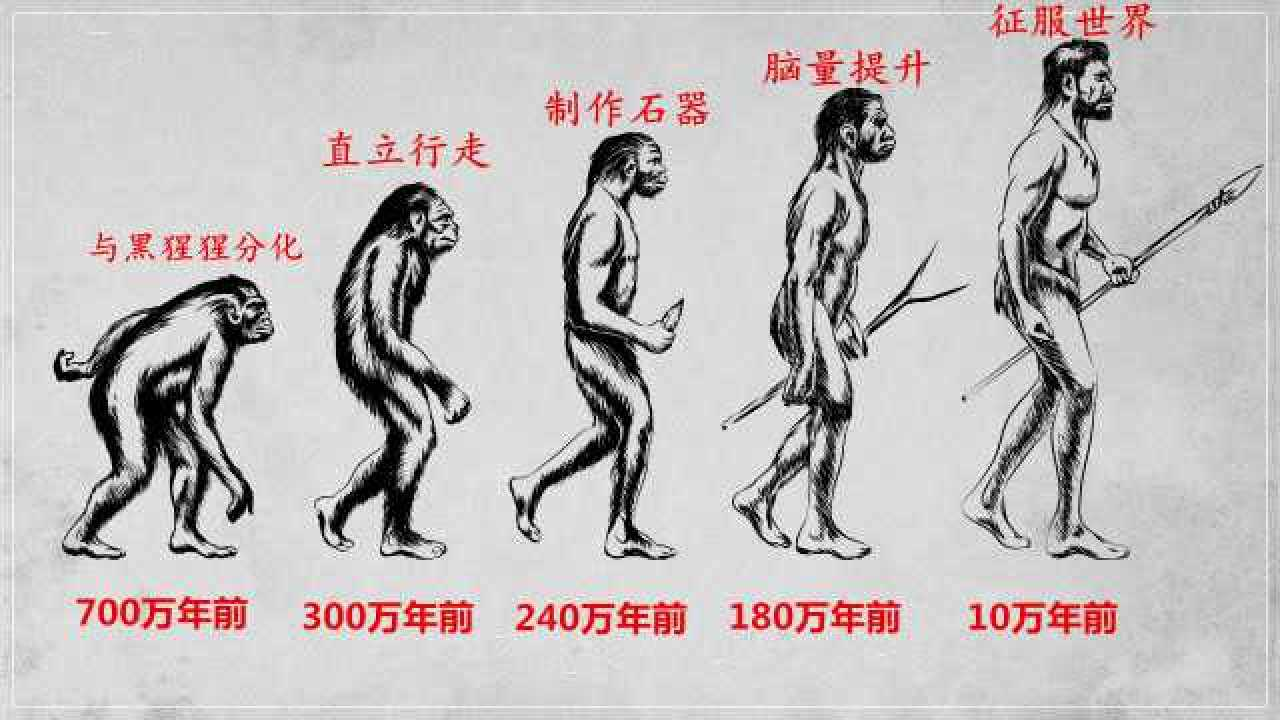 征服世界
脑量提升
制作石器
直立行走
与黑猩猩分化
700万年前
300万年前
240万年前
180万年前
10万年前